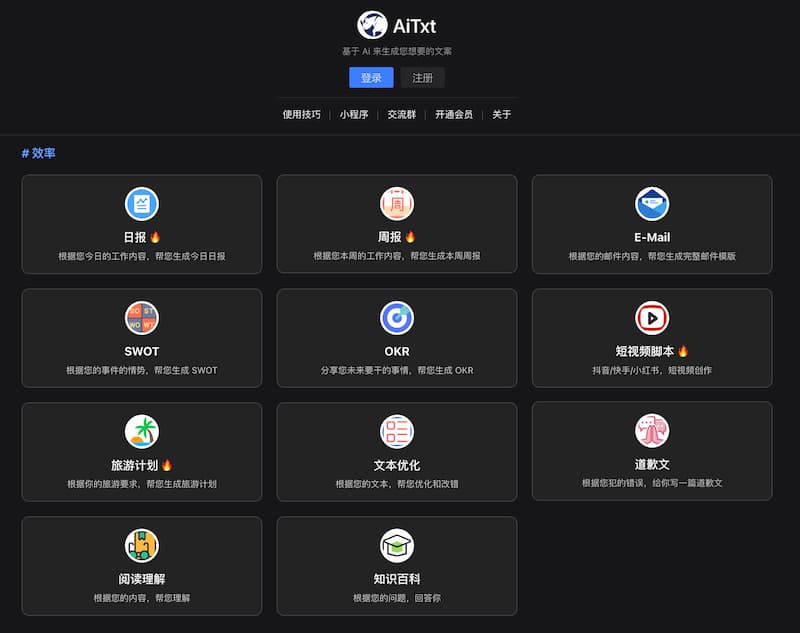 AiTxt
基于 Ai 来生成您想要的文案
登录 注册
使用技巧 | 小程序 | 交流群 | 开通会员 | 关于
# 效率
日报🔥
根据您今日的工作内容，帮您生成今日日报
周
周报🔥
根据您本周的工作内容，帮您生成本周周报
E-Mail
根据您的邮件内容，帮您生成完整邮件模版
SWOT
根据您的事件的情势，帮您生成 SWOT
OKR
分享您未来要干的事情，帮您生成 OKR
短视频脚本🔥
抖音/快手/小红书，短视频创作
旅游计划🔥
根据你的旅游要求，帮您生成旅游计划
文本优化
根据您的文本，帮您优化和改错
道歉文
根据您犯的错误，给你写一篇道歉文
阅读理解
根据您的内容，帮您理解
知识百科
根据您的问题，回答你